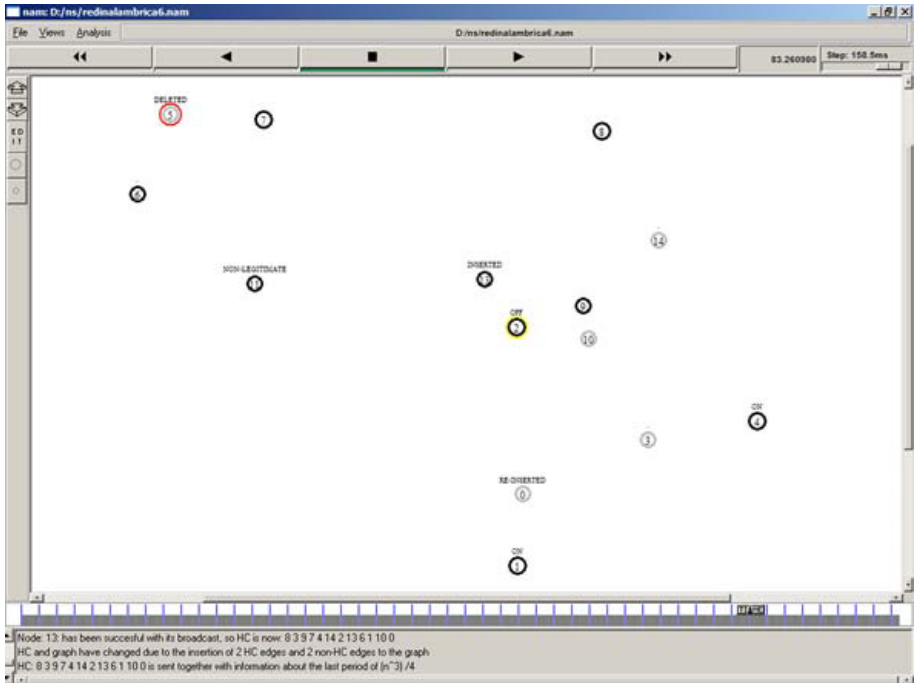 nam: D:/ns/redinalambrica6.nam
File Views Analysis D:/ns/redinalambrica6.nam
83.260980 Step: 158.5ms
DELETED
5
7
8
6
14
NON-LEGITIMATE
11
INSERTED
13
9
OFF
2
10
ON
4
3
RE-INSERTED
0
ON
1
Node: 13: has been succesful with its broadcast, so HC is now: 8 3 9 7 4 14 2 13 6 1 10 0
HC and graph have changed due to the insertion of 2 HC edges and 2 non-HC edges to the graph
HC: 8 3 9 7 4 14 2 13 6 1 10 0 is sent together with information about the last period of (n^3) /4